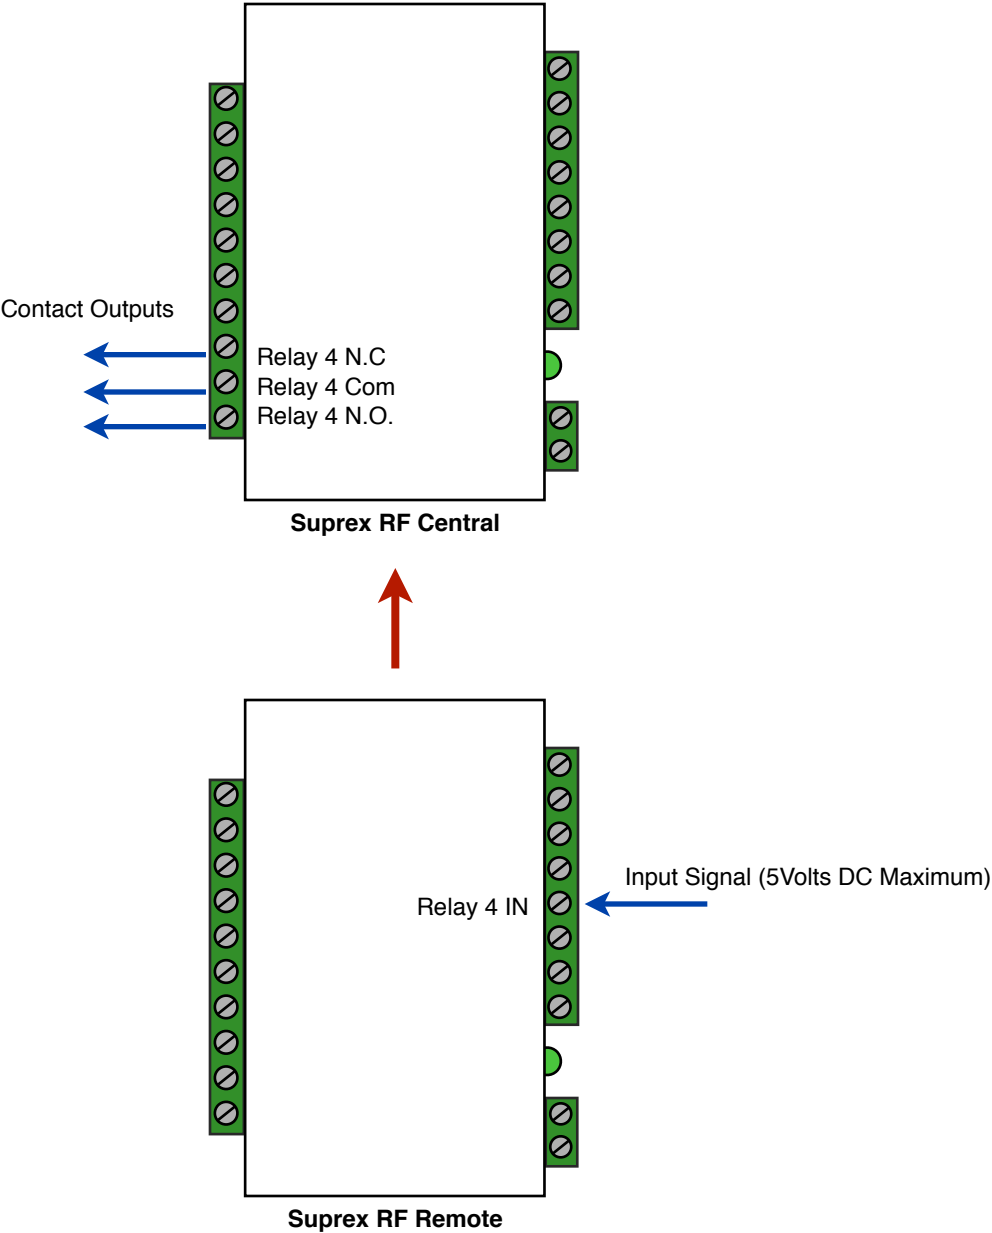 Contact Outputs
Relay 4 N.C
Relay 4 Com
Relay 4 N.O.
Suprex RF Central
Input Signal (5Volts DC Maximum)
Relay 4 IN
Suprex RF Remote